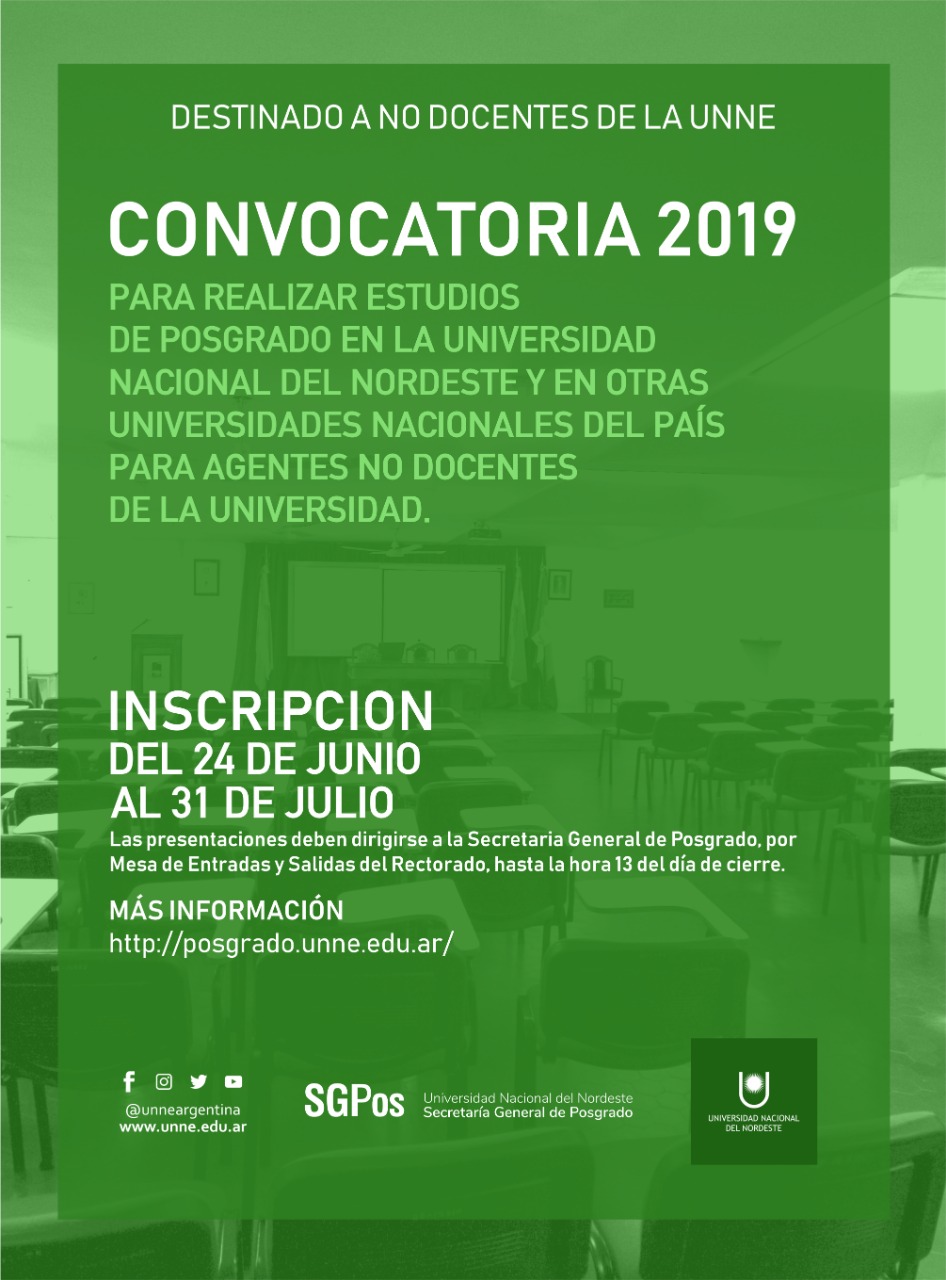 DESTINADO A NO DOCENTES DE LA UNNE
CONVOCATORIA 2019
PARA REALIZAR ESTUDIOS
DE POSGRADO EN LA UNIVERSIDAD
NACIONAL DEL NORDESTE Y EN OTRAS
UNIVERSIDADES NACIONALES DEL PAÍS
PARA AGENTES NO DOCENTES
DE LA UNIVERSIDAD.
INSCRIPCION
DEL 24 DE JUNIO
AL 31 DE JULIO
Las presentaciones deben dirigirse a la Secretaria General de Posgrado, por
Mesa de Entradas y Salidas del Rectorado, hasta la hora 13 del día de cierre.
MÁS INFORMACIÓN
http://posgrado.unne.edu.ar/
@unneargentina
www.unne.edu.ar
SGPos
Universidad Nacional del Nordeste
Secretaría General de Posgrado
UNIVERSIDAD NACIONAL
DEL NORDESTE